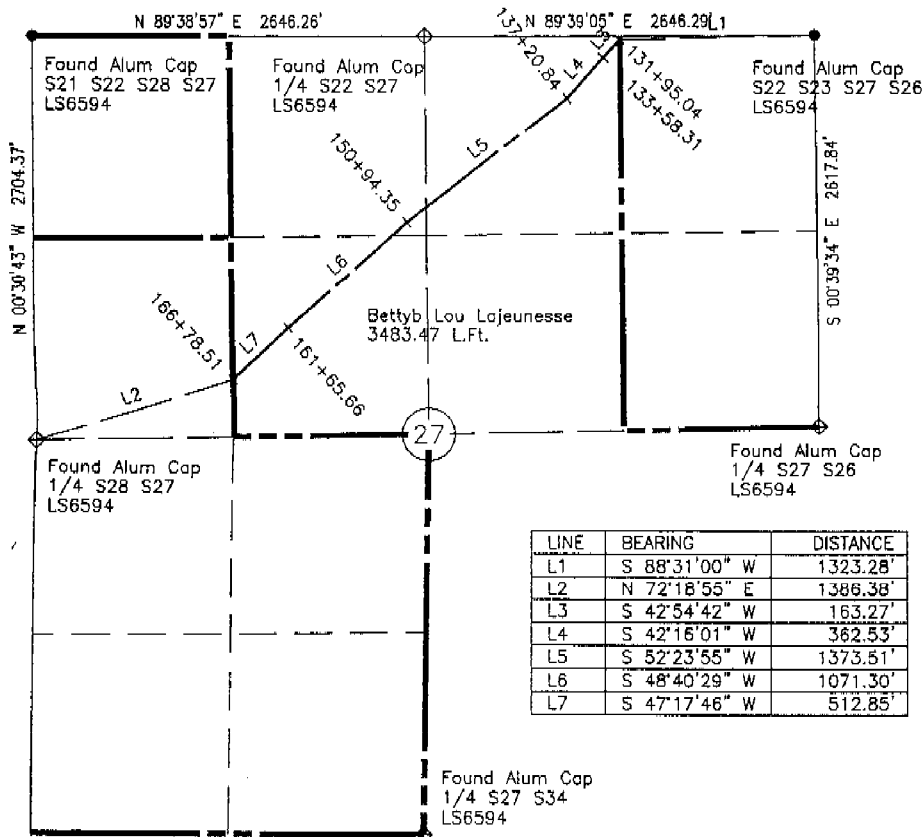 N 89°38'57" E 2646.26'
N 89°39'05" E 2646.29'
L1
Found Alum Cap
S21 S22 S28 S27
LS6594
Found Alum Cap
1/4 S22 S27
LS6594
137+20.84
L4
L3
131+95.04
133+58.31
Found Alum Cap
S22 S23 S27 S26
LS6594
N 00°30'43" W 2704.37'
S 00°39'34" E 2617.84'
150+94.35
L5
L6
Bettyb Lou Lajeunesse
3483.47 L.Ft.
166+78.51
L7
161+65.66
L2
27
Found Alum Cap
1/4 S28 S27
LS6594
Found Alum Cap
1/4 S27 S26
LS6594
LINE BEARING DISTANCE
L1 S 88°31'00" W 1323.28'
L2 N 72°18'55" E 1386.38'
L3 S 42°54'42" W 163.27'
L4 S 42°16'01" W 362.53'
L5 S 52°23'55" W 1373.51'
L6 S 48°40'29" W 1071.30'
L7 S 47°17'46" W 512.85'
Found Alum Cap
1/4 S27 S34
LS6594